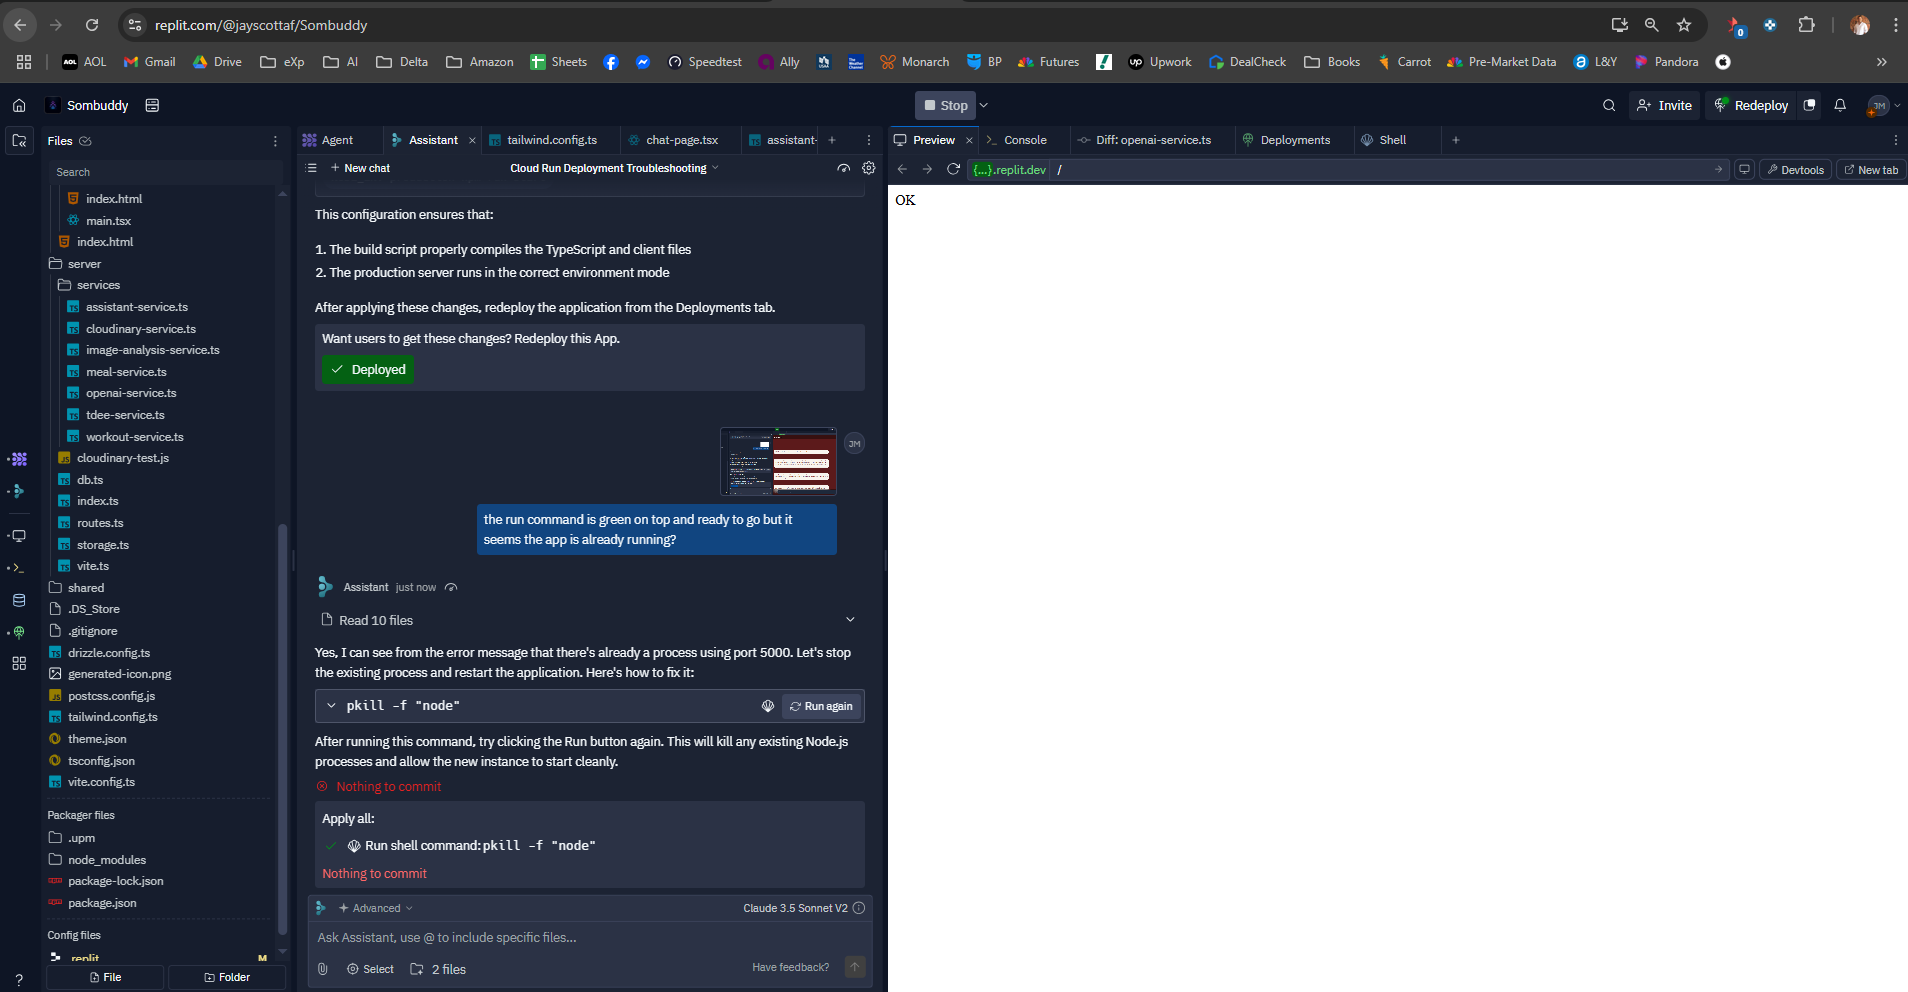 replit.com/@jayscottaf/Sombuddy
0
AOL AOL
Gmail
Drive
eXp
AI
Delta
Amazon
Sheets
Speedtest
Ally
Monarch
BP
Futures
up Upwork
DealCheck
Books
Carrot
Pre-Market Data
L&Y
Pandora
Sombuddy
Stop
Invite
Redeploy
JM
Files
Search
index.html
main.tsx
index.html
server
services
assistant-service.ts
cloudinary-service.ts
image-analysis-service.ts
meal-service.ts
openai-service.ts
tdee-service.ts
workout-service.ts
cloudinary-test.js
db.ts
index.ts
routes.ts
storage.ts
vite.ts
shared
.DS_Store
.gitignore
drizzle.config.ts
generated-icon.png
postcss.config.js
tailwind.config.ts
theme.json
tsconfig.json
vite.config.ts
Packager files
.upm
node_modules
package-lock.json
package.json
Config files
.replit M
File
Folder
?
Agent
Assistant
tailwind.config.ts
chat-page.tsx
assistant-
New chat
Cloud Run Deployment Troubleshooting
This configuration ensures that:
1. The build script properly compiles the TypeScript and client files
2. The production server runs in the correct environment mode
After applying these changes, redeploy the application from the Deployments tab.
Want users to get these changes? Redeploy this App.
Deployed
JM
the run command is green on top and ready to go but it
seems the app is already running?
Assistant just now
Read 10 files
Yes, I can see from the error message that there's already a process using port 5000. Let's stop
the existing process and restart the application. Here's how to fix it:
pkill -f "node"
Run again
After running this command, try clicking the Run button again. This will kill any existing Node.js
processes and allow the new instance to start cleanly.
Nothing to commit
Apply all:
Run shell command: pkill -f "node"
Nothing to commit
Advanced
Claude 3.5 Sonnet V2
Ask Assistant, use @ to include specific files...
Select
2 files
Have feedback?
Preview
Console
Diff: openai-service.ts
Deployments
Shell
{...}.replit.dev /
Devtools
New tab
OK